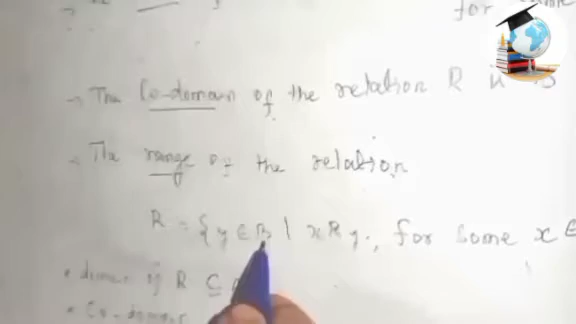 for some
→ The Co-domain of the relation R is B
→ The range of the relation
R = {y ∈ B | x R y, for some x ∈
• domain of R ⊆
• Co-domain